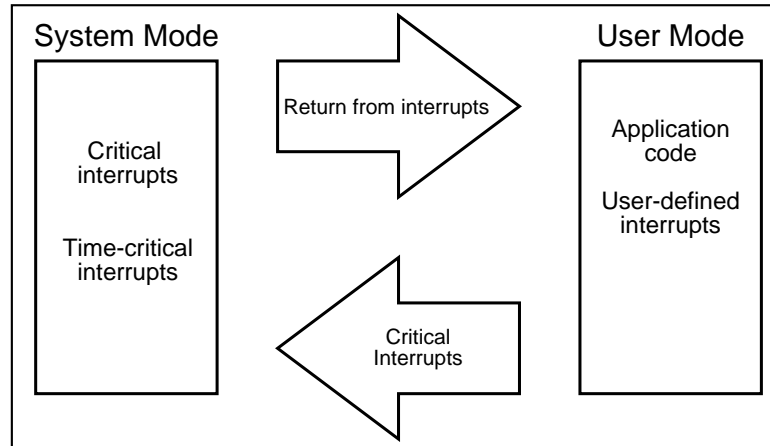 System Mode
User Mode
Critical
interrupts
Time-critical
interrupts
Return from interrupts
Critical
Interrupts
Application
code
User-defined
interrupts